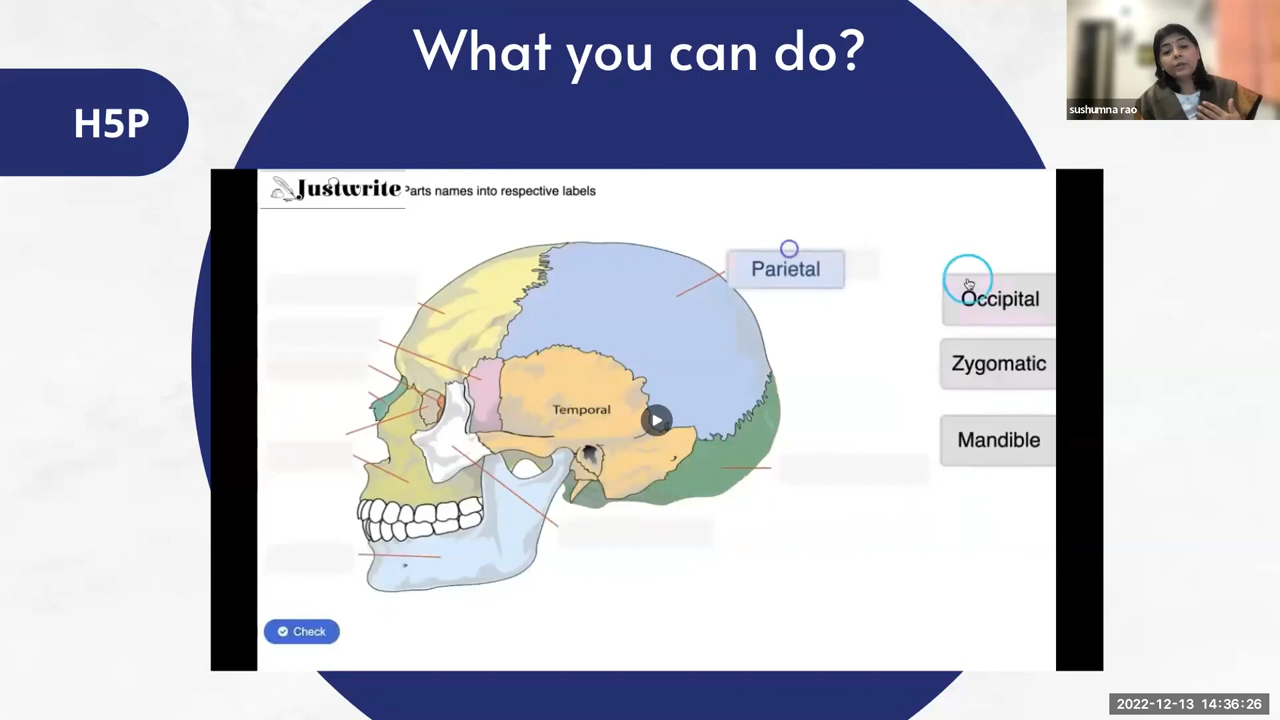 What you can do?
sushumna rao
H5P
Justwrite
Parts names into respective labels
Parietal
Occipital
Zygomatic
Temporal
Mandible
Check
2022-12-13 14:36:26